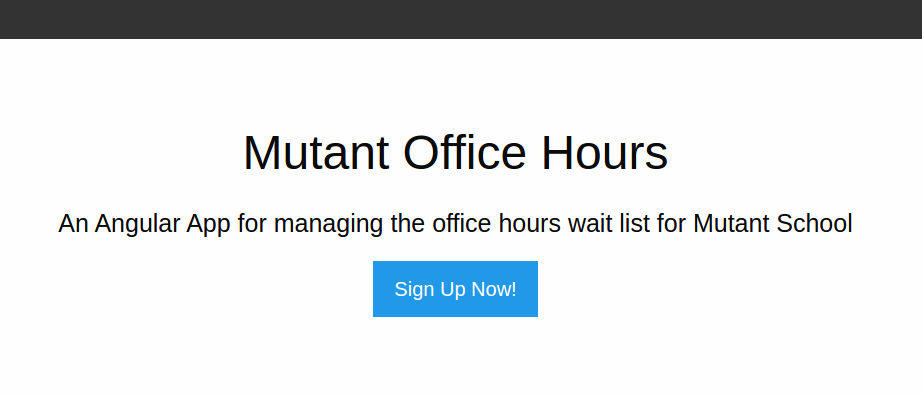 Mutant Office Hours
An Angular App for managing the office hours wait list for Mutant School
Sign Up Now!